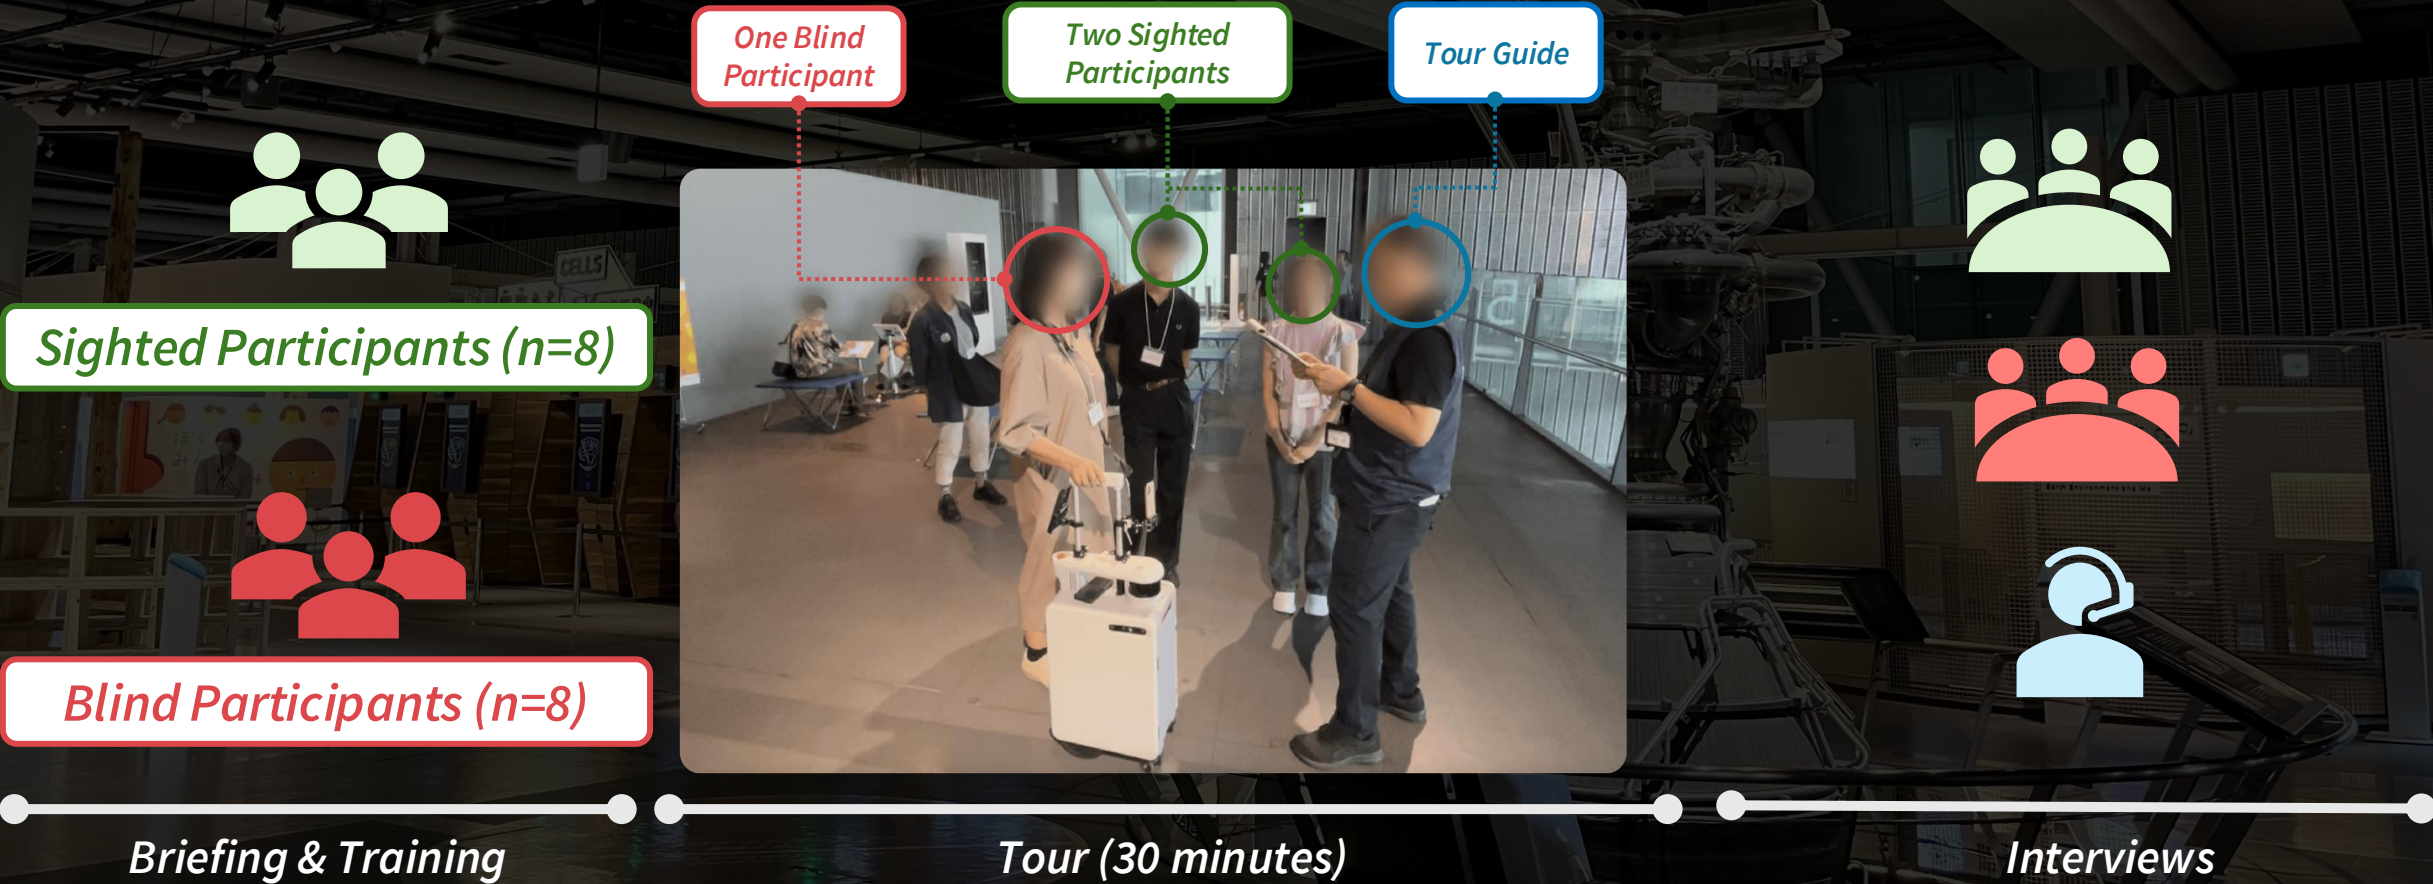 One Blind
Participant
Two Sighted
Participants
Tour Guide
CELLS
Sighted Participants (n=8)
Blind Participants (n=8)
Briefing & Training
Tour (30 minutes)
Interviews